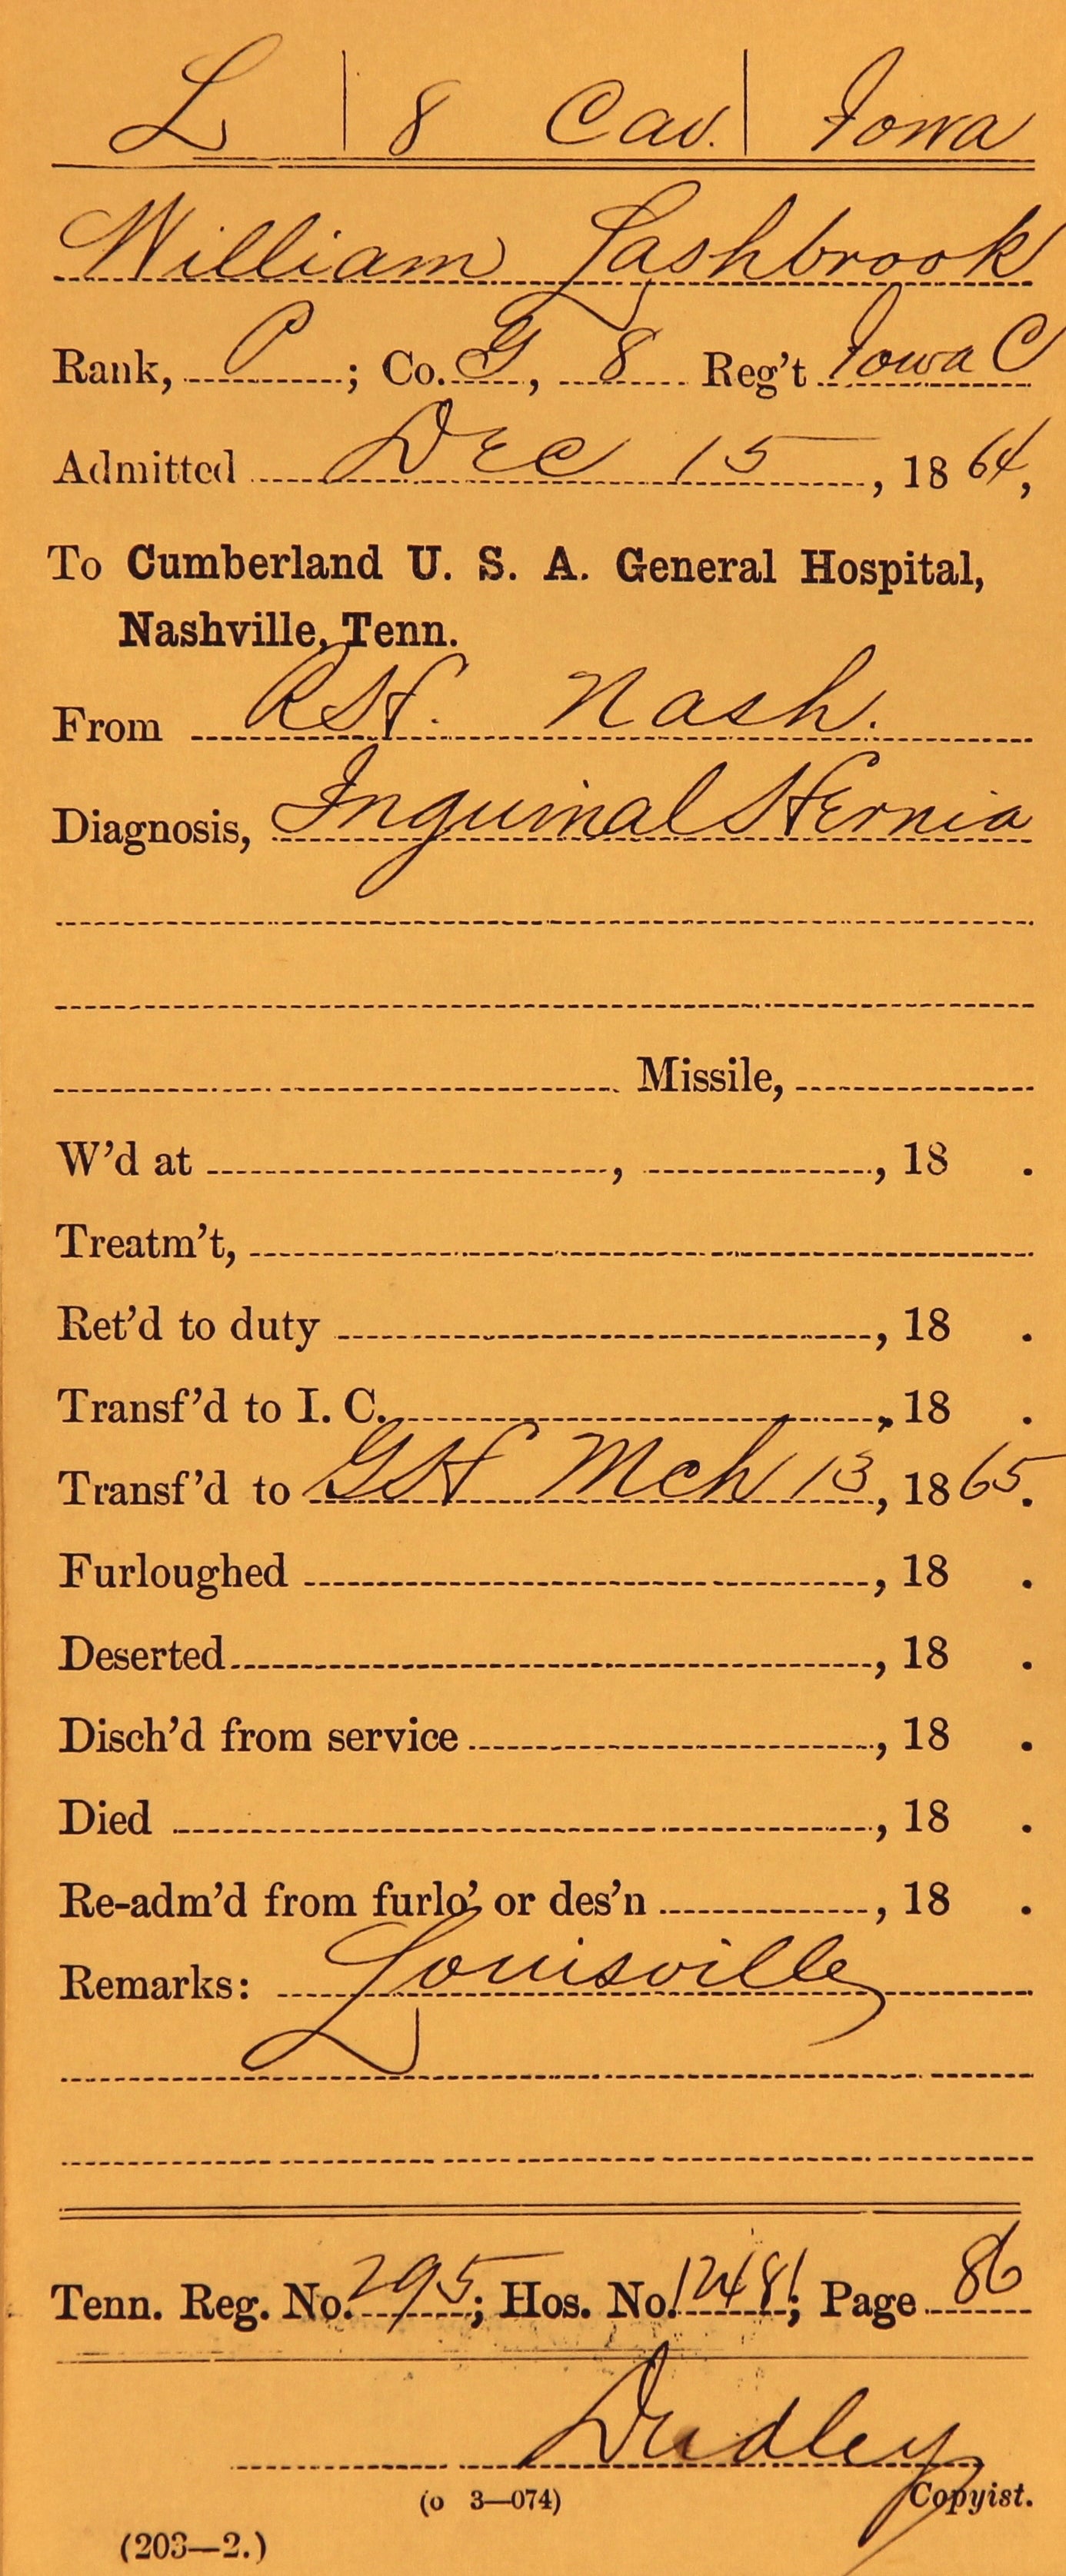 L | 8 Cav. | Iowa
William Lashbrook
Rank, P; Co. G, 8 Reg't Iowa C
Admitted Dec 15, 1864,
To Cumberland U. S. A. General Hospital,
Nashville, Tenn.
From RSH. Nash.
Diagnosis, Inguinal Hernia
Missile,
W'd at , , 18 .
Treatm't,
Ret'd to duty , 18 .
Transf'd to I. C. , 18 .
Transf'd to GSH Mch 13, 1865.
Furloughed , 18 .
Deserted , 18 .
Disch'd from service , 18 .
Died , 18 .
Re-adm'd from furlo' or des'n , 18 .
Remarks: Louisville
Tenn. Reg. No. 295; Hos. No. 12481; Page 86
Dudley
(o 3—074)
Copyist.
(203—2.)